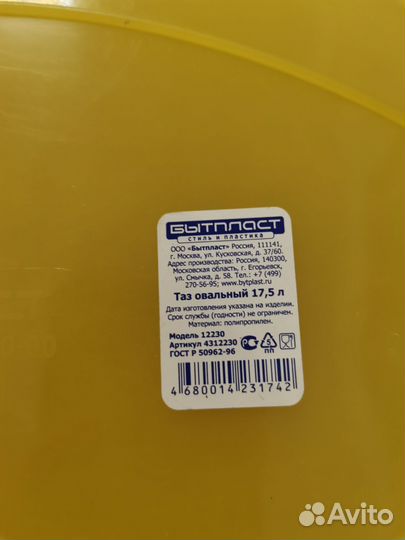 БЫТПЛАСТ
СТИЛЬ И ПЛАСТИКА
ООО «Бытпласт» Россия, 111141,
г. Москва, ул. Кусковская, д. 37/60.
Адрес производства: Россия, 140300,
Московская область, г. Егорьевск,
ул. Смычка, д. 58. Тел.: +7 (499)
270-56-95; www.bytplast.ru
Таз овальный 17,5 л
Дата изготовления указана на изделии.
Срок службы (годности) не ограничен.
Материал: полипропилен.
Модель 12230
Артикул 4312230
ГОСТ Р 50962-96
5
ПП
4 680014 231742
Avito